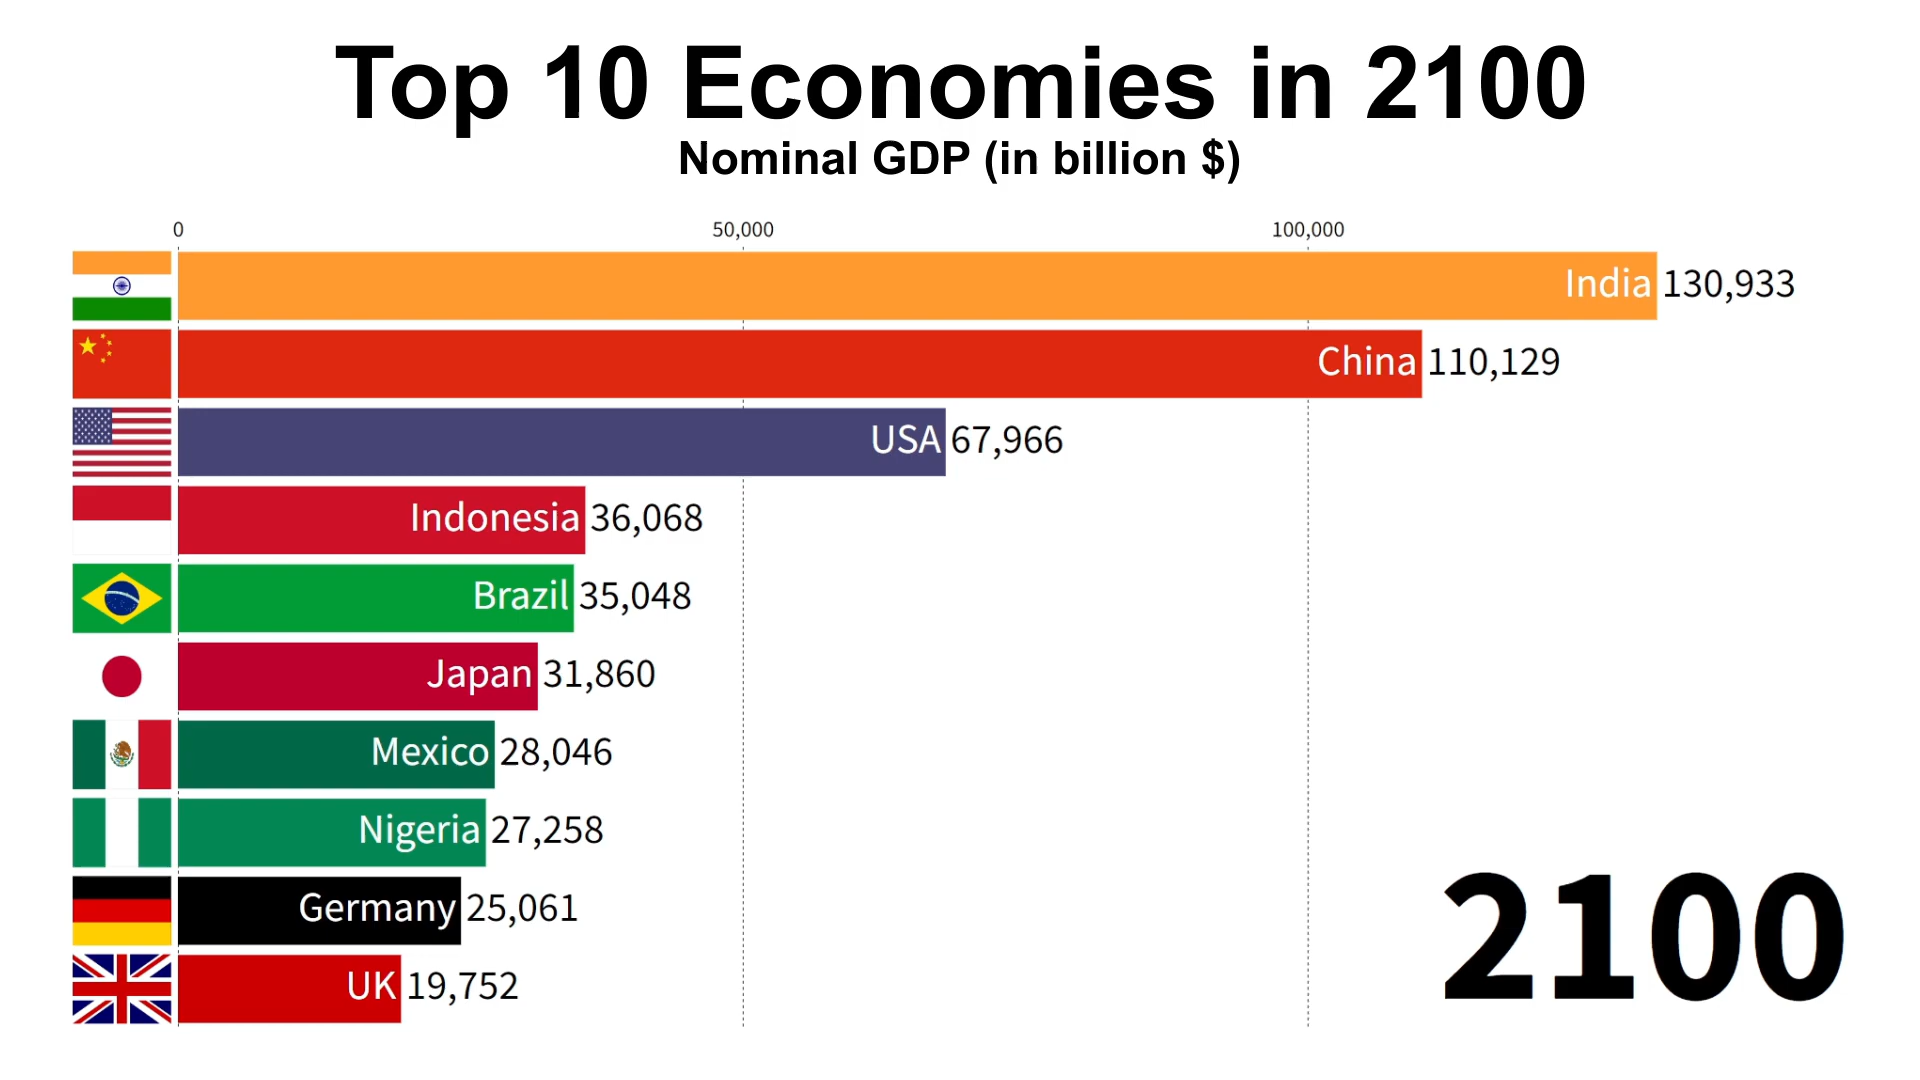 Top 10 Economies in 2100
Nominal GDP (in billion $)
0 50,000 100,000
India 130,933
China 110,129
USA 67,966
Indonesia 36,068
Brazil 35,048
Japan 31,860
Mexico 28,046
Nigeria 27,258
Germany 25,061
UK 19,752
2100